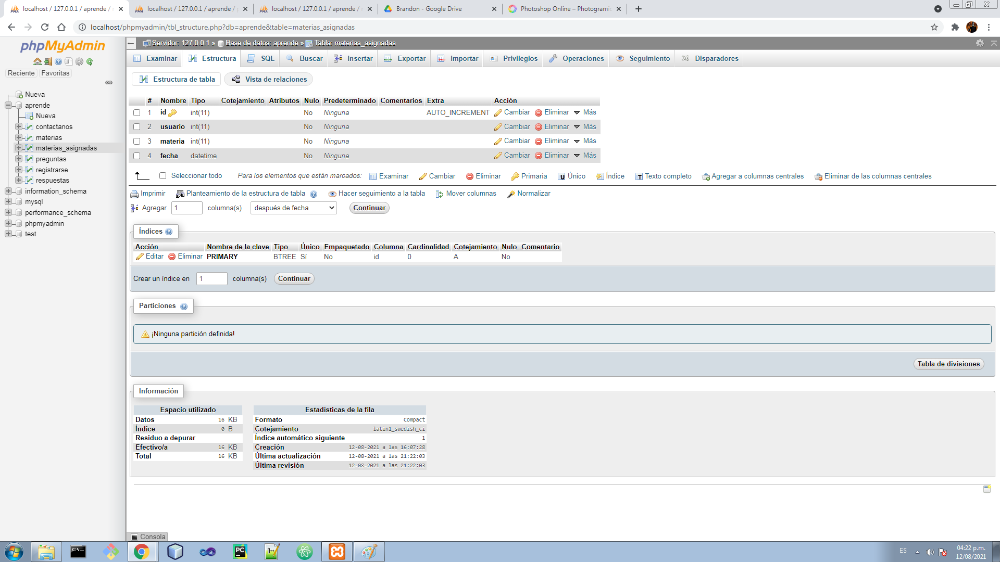 localhost / 127.0.0.1 / aprende /
localhost / 127.0.0.1 / aprende /
localhost / 127.0.0.1 / aprende /
Brandon - Google Drive
Photoshop Online – Photogramio
localhost/phpmyadmin/tbl_structure.php?db=aprende&table=materias_asignadas
phpMyAdmin
Reciente Favoritas
Nueva
aprende
Nueva
contactanos
materias
materias_asignadas
preguntas
registrarse
respuestas
information_schema
mysql
performance_schema
phpmyadmin
test
Servidor: 127.0.0.1 » Base de datos: aprende » Tabla: materias_asignadas
Examinar Estructura SQL Buscar Insertar Exportar Importar Privilegios Operaciones Seguimiento Disparadores
Estructura de tabla Vista de relaciones
# Nombre Tipo Cotejamiento Atributos Nulo Predeterminado Comentarios Extra Acción
1 id int(11) No Ninguna AUTO_INCREMENT Cambiar Eliminar Más
2 usuario int(11) No Ninguna Cambiar Eliminar Más
3 materia int(11) No Ninguna Cambiar Eliminar Más
4 fecha datetime No Ninguna Cambiar Eliminar Más
Seleccionar todo Para los elementos que están marcados: Examinar Cambiar Eliminar Primaria Único Índice Texto completo Agregar a columnas centrales Eliminar de las columnas centrales
Imprimir Planteamiento de la estructura de tabla Hacer seguimiento a la tabla Mover columnas Normalizar
Agregar 1 columna(s) después de fecha Continuar
Índices
Acción Nombre de la clave Tipo Único Empaquetado Columna Cardinalidad Cotejamiento Nulo Comentario
Editar Eliminar PRIMARY BTREE Sí No id 0 A No
Crear un índice en 1 columna(s) Continuar
Particiones
¡Ninguna partición definida!
Tabla de divisiones
Información
Espacio utilizado
Datos 16 KB
Índice 0 B
Residuo a depurar
Efectivo/a 16 KB
Total 16 KB
Estadísticas de la fila
Formato Compact
Cotejamiento latin1_swedish_ci
Índice automático siguiente 1
Creación 12-08-2021 a las 16:07:28
Última actualización 12-08-2021 a las 21:22:03
Última revisión 12-08-2021 a las 21:22:03
Consola
ES
04:22 p.m.
12/08/2021